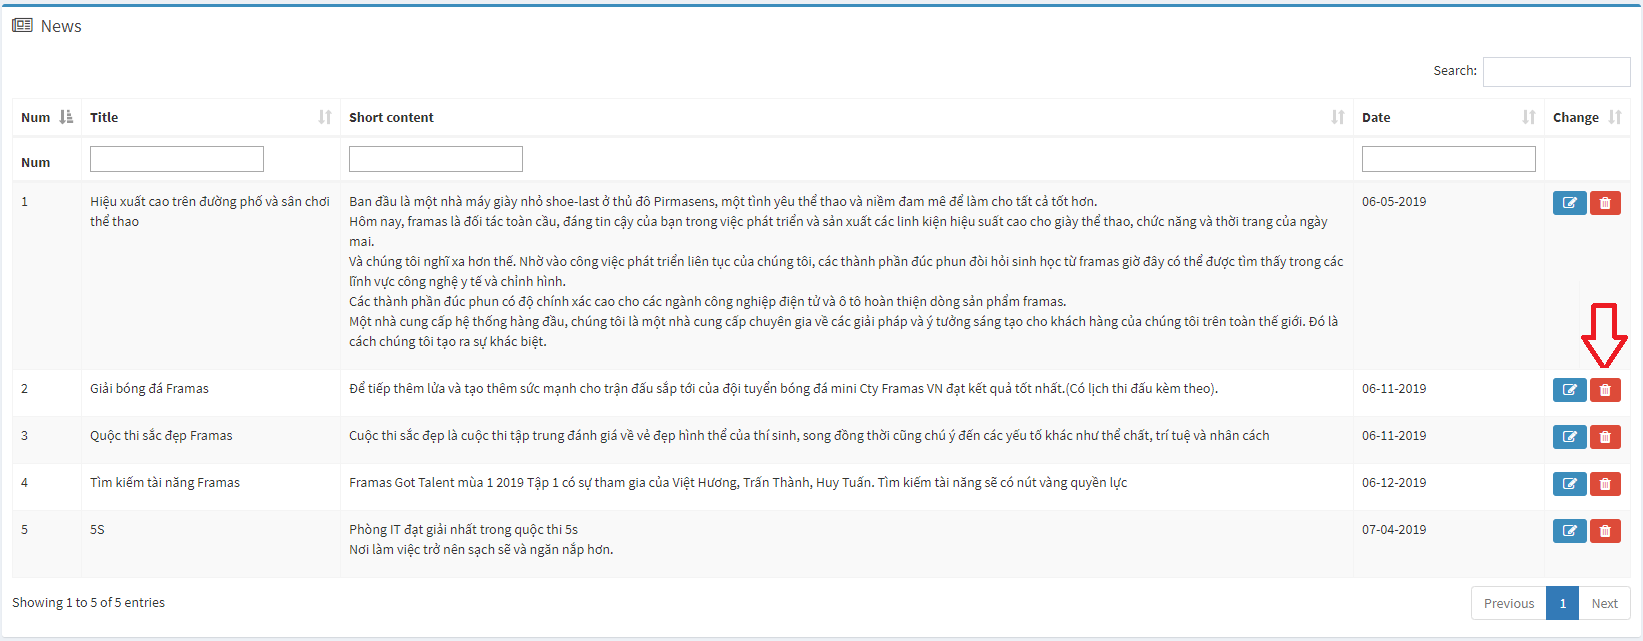 News
Search:
Num Title Short content Date Change
Num
1 Hiệu xuất cao trên đường phố và sân chơi Ban đầu là một nhà máy giày nhỏ shoe-last ở thủ đô Pirmasens, một tình yêu thể thao và niềm đam mê để làm cho tất cả tốt hơn. 06-05-2019
thể thao Hôm nay, framas là đối tác toàn cầu, đáng tin cậy của bạn trong việc phát triển và sản xuất các linh kiện hiệu suất cao cho giày thể thao, chức năng và thời trang của ngày
mai.
Và chúng tôi nghĩ xa hơn thế. Nhờ vào công việc phát triển liên tục của chúng tôi, các thành phần đúc phun đòi hỏi sinh học từ framas giờ đây có thể được tìm thấy trong các
lĩnh vực công nghệ y tế và chỉnh hình.
Các thành phần đúc phun có độ chính xác cao cho các ngành công nghiệp điện tử và ô tô hoàn thiện dòng sản phẩm framas.
Một nhà cung cấp hệ thống hàng đầu, chúng tôi là một nhà cung cấp chuyên gia về các giải pháp và ý tưởng sáng tạo cho khách hàng của chúng tôi trên toàn thế giới. Đó là
cách chúng tôi tạo ra sự khác biệt.
2 Giải bóng đá Framas Để tiếp thêm lửa và tạo thêm sức mạnh cho trận đấu sắp tới của đội tuyển bóng đá mini Cty Framas VN đạt kết quả tốt nhất.(Có lịch thi đấu kèm theo). 06-11-2019
3 Quộc thi sắc đẹp Framas Cuộc thi sắc đẹp là cuộc thi tập trung đánh giá về vẻ đẹp hình thể của thí sinh, song đồng thời cũng chú ý đến các yếu tố khác như thể chất, trí tuệ và nhân cách 06-11-2019
4 Tìm kiếm tài năng Framas Framas Got Talent mùa 1 2019 Tập 1 có sự tham gia của Việt Hương, Trấn Thành, Huy Tuấn. Tìm kiếm tài năng sẽ có nút vàng quyền lực 06-12-2019
5 5S Phòng IT đạt giải nhất trong quộc thi 5s 07-04-2019
Nơi làm việc trở nên sạch sẽ và ngăn nắp hơn.
Showing 1 to 5 of 5 entries Previous 1 Next